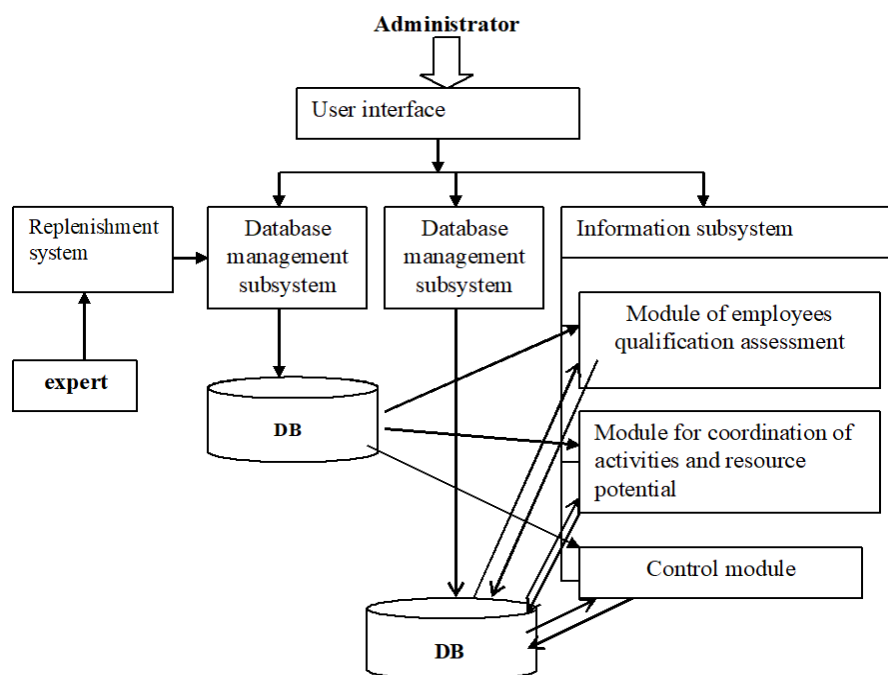 Administrator
User interface
Replenishment
system
Database
management
subsystem
Database
management
subsystem
Information subsystem
Module of employees
qualification assessment
expert
DB
Module for coordination of
activities and resource
potential
Control module
DB